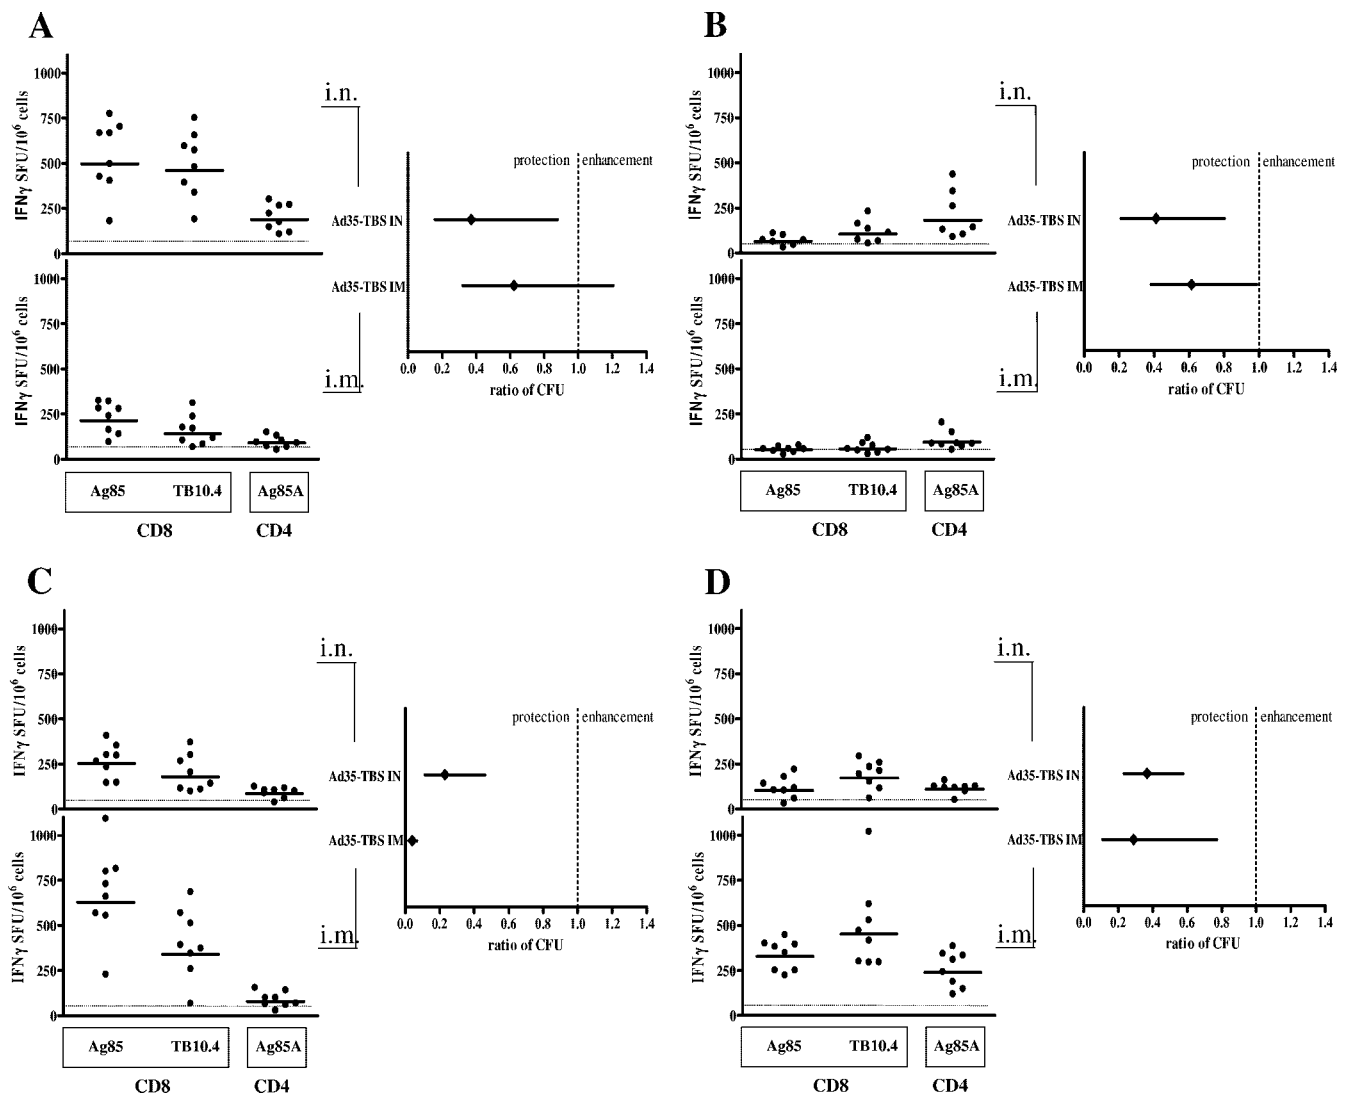 A
IFNγ SFU/10⁶ cells
1000
750
500
250
0
i.n.
IFNγ SFU/10⁶ cells
1000
750
500
250
0
i.m.
Ag85 TB10.4 Ag85A
CD8 CD4
protection enhancement
Ad35-TBS IN
Ad35-TBS IM
0.0 0.2 0.4 0.6 0.8 1.0 1.2 1.4
ratio of CFU
B
IFNγ SFU/10⁶ cells
1000
750
500
250
0
i.n.
IFNγ SFU/10⁶ cells
1000
750
500
250
0
i.m.
Ag85 TB10.4 Ag85A
CD8 CD4
protection enhancement
Ad35-TBS IN
Ad35-TBS IM
0.0 0.2 0.4 0.6 0.8 1.0 1.2 1.4
ratio of CFU
C
IFNγ SFU/10⁶ cells
1000
750
500
250
0
i.n.
IFNγ SFU/10⁶ cells
1000
750
500
250
0
i.m.
Ag85 TB10.4 Ag85A
CD8 CD4
protection enhancement
Ad35-TBS IN
Ad35-TBS IM
0.0 0.2 0.4 0.6 0.8 1.0 1.2 1.4
ratio of CFU
D
IFNγ SFU/10⁶ cells
1000
750
500
250
0
i.n.
IFNγ SFU/10⁶ cells
1000
750
500
250
0
i.m.
Ag85 TB10.4 Ag85A
CD8 CD4
protection enhancement
Ad35-TBS IN
Ad35-TBS IM
0.0 0.2 0.4 0.6 0.8 1.0 1.2 1.4
ratio of CFU